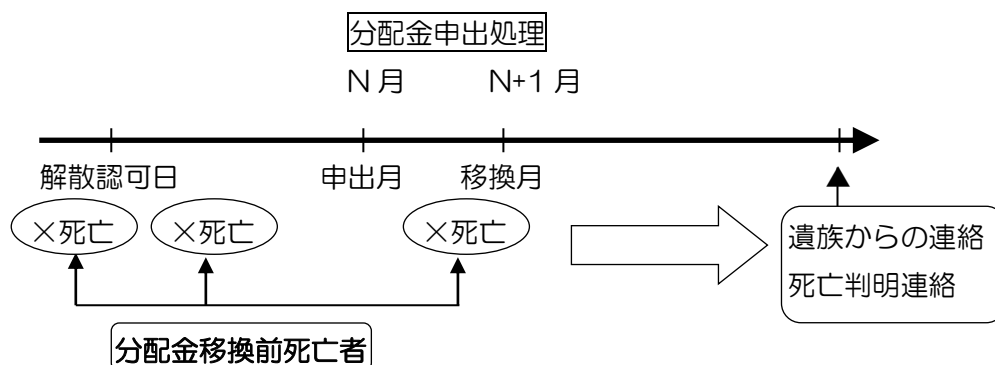 分配金申出処理
N月 N+1月
解散認可日 申出月 移換月
×死亡 ×死亡 ×死亡
遺族からの連絡
死亡判明連絡
分配金移換前死亡者